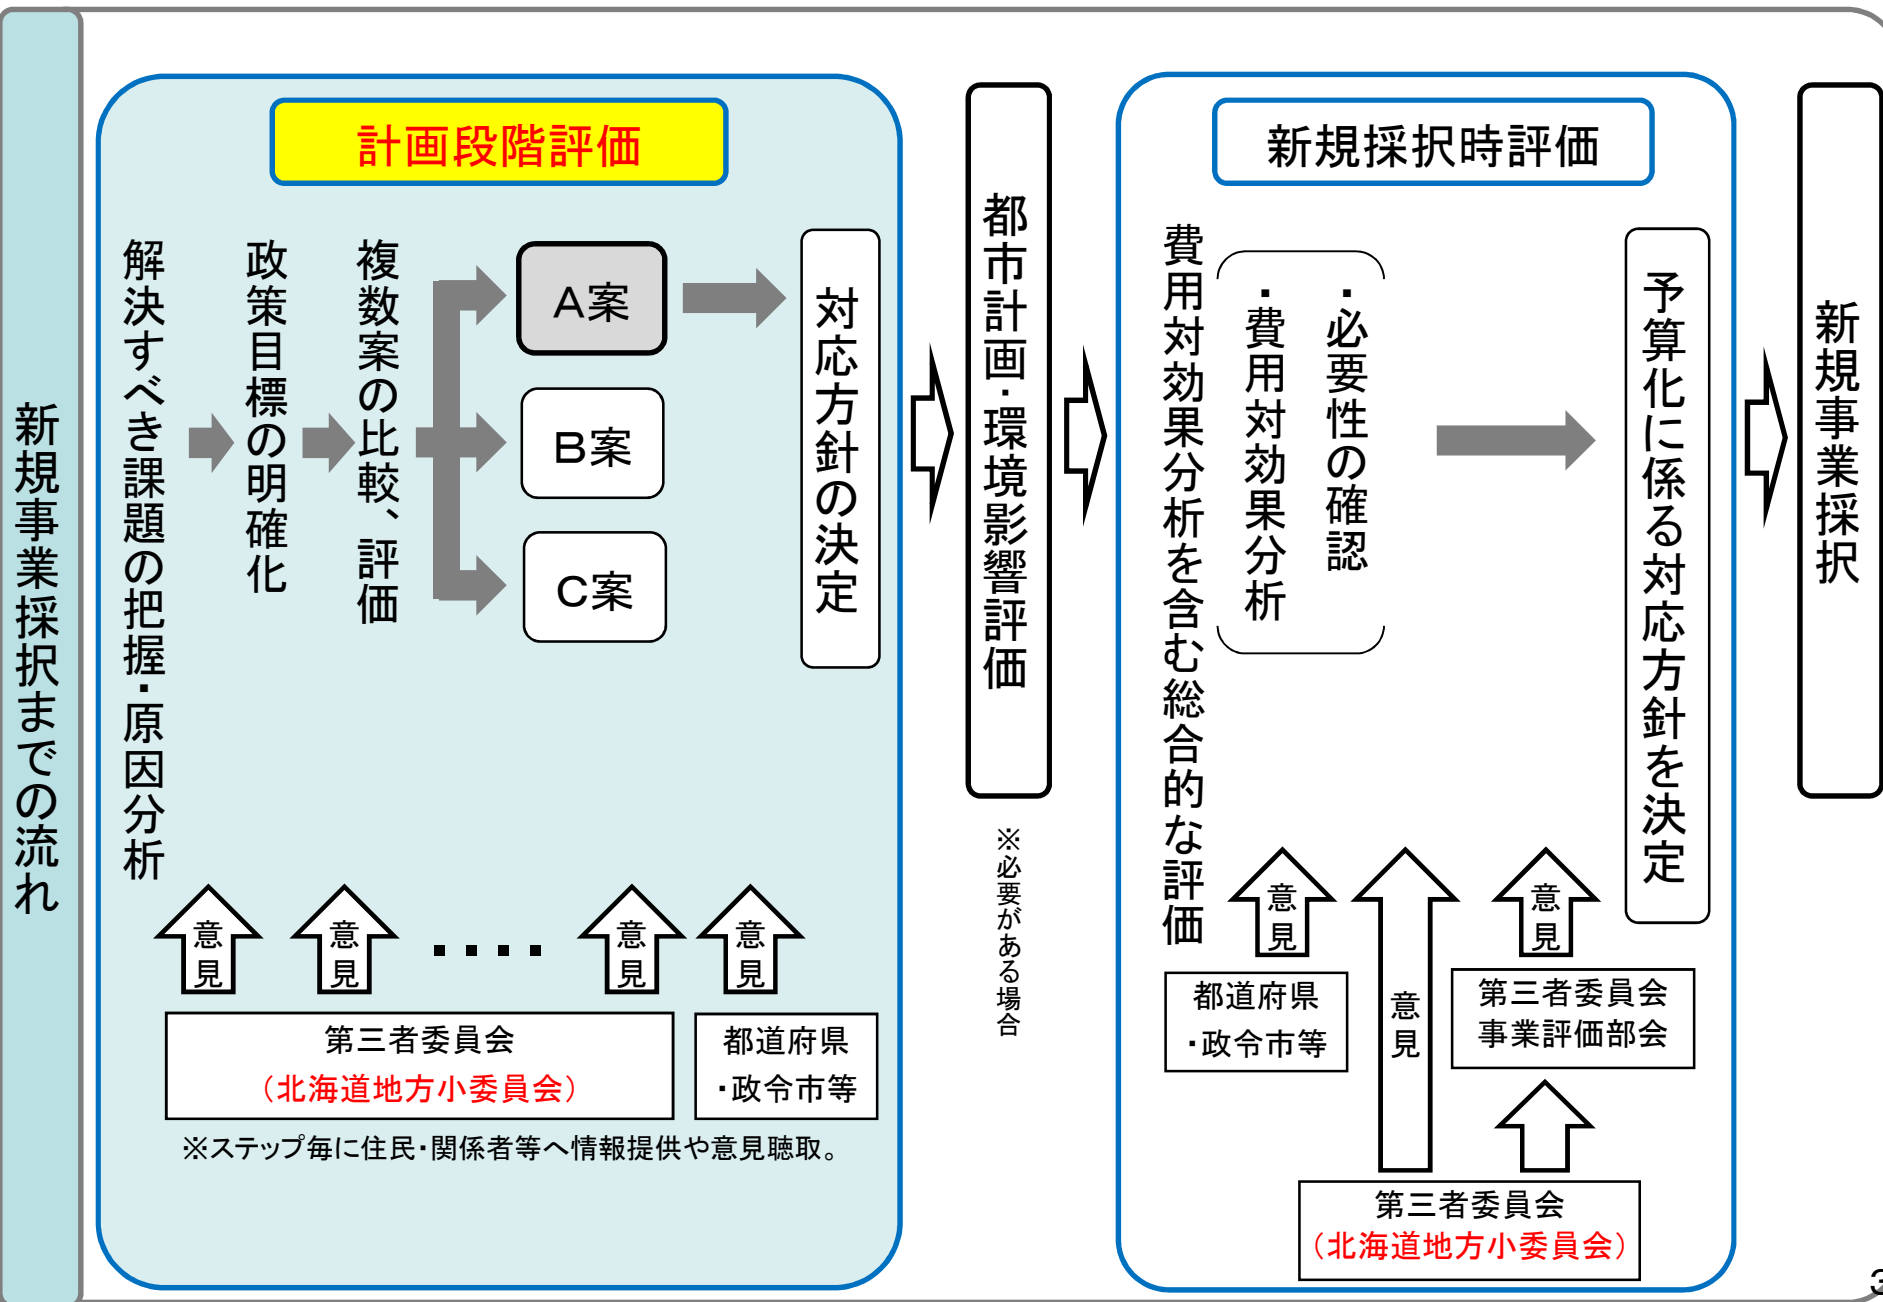 新規事業採択までの流れ
計画段階評価
解決すべき課題の把握・原因分析
政策目標の明確化
複数案の比較、評価
A案
B案
C案
対応方針の決定
意見
意見
・・・・
意見
意見
第三者委員会
（北海道地方小委員会）
都道府県
・政令市等
※ステップ毎に住民・関係者等へ情報提供や意見聴取。
都市計画・環境影響評価
※必要がある場合
新規採択時評価
費用対効果分析を含む総合的な評価
・必要性の確認
・費用対効果分析
予算化に係る対応方針を決定
意見
意見
意見
都道府県
・政令市等
第三者委員会
事業評価部会
第三者委員会
（北海道地方小委員会）
新規事業採択
3